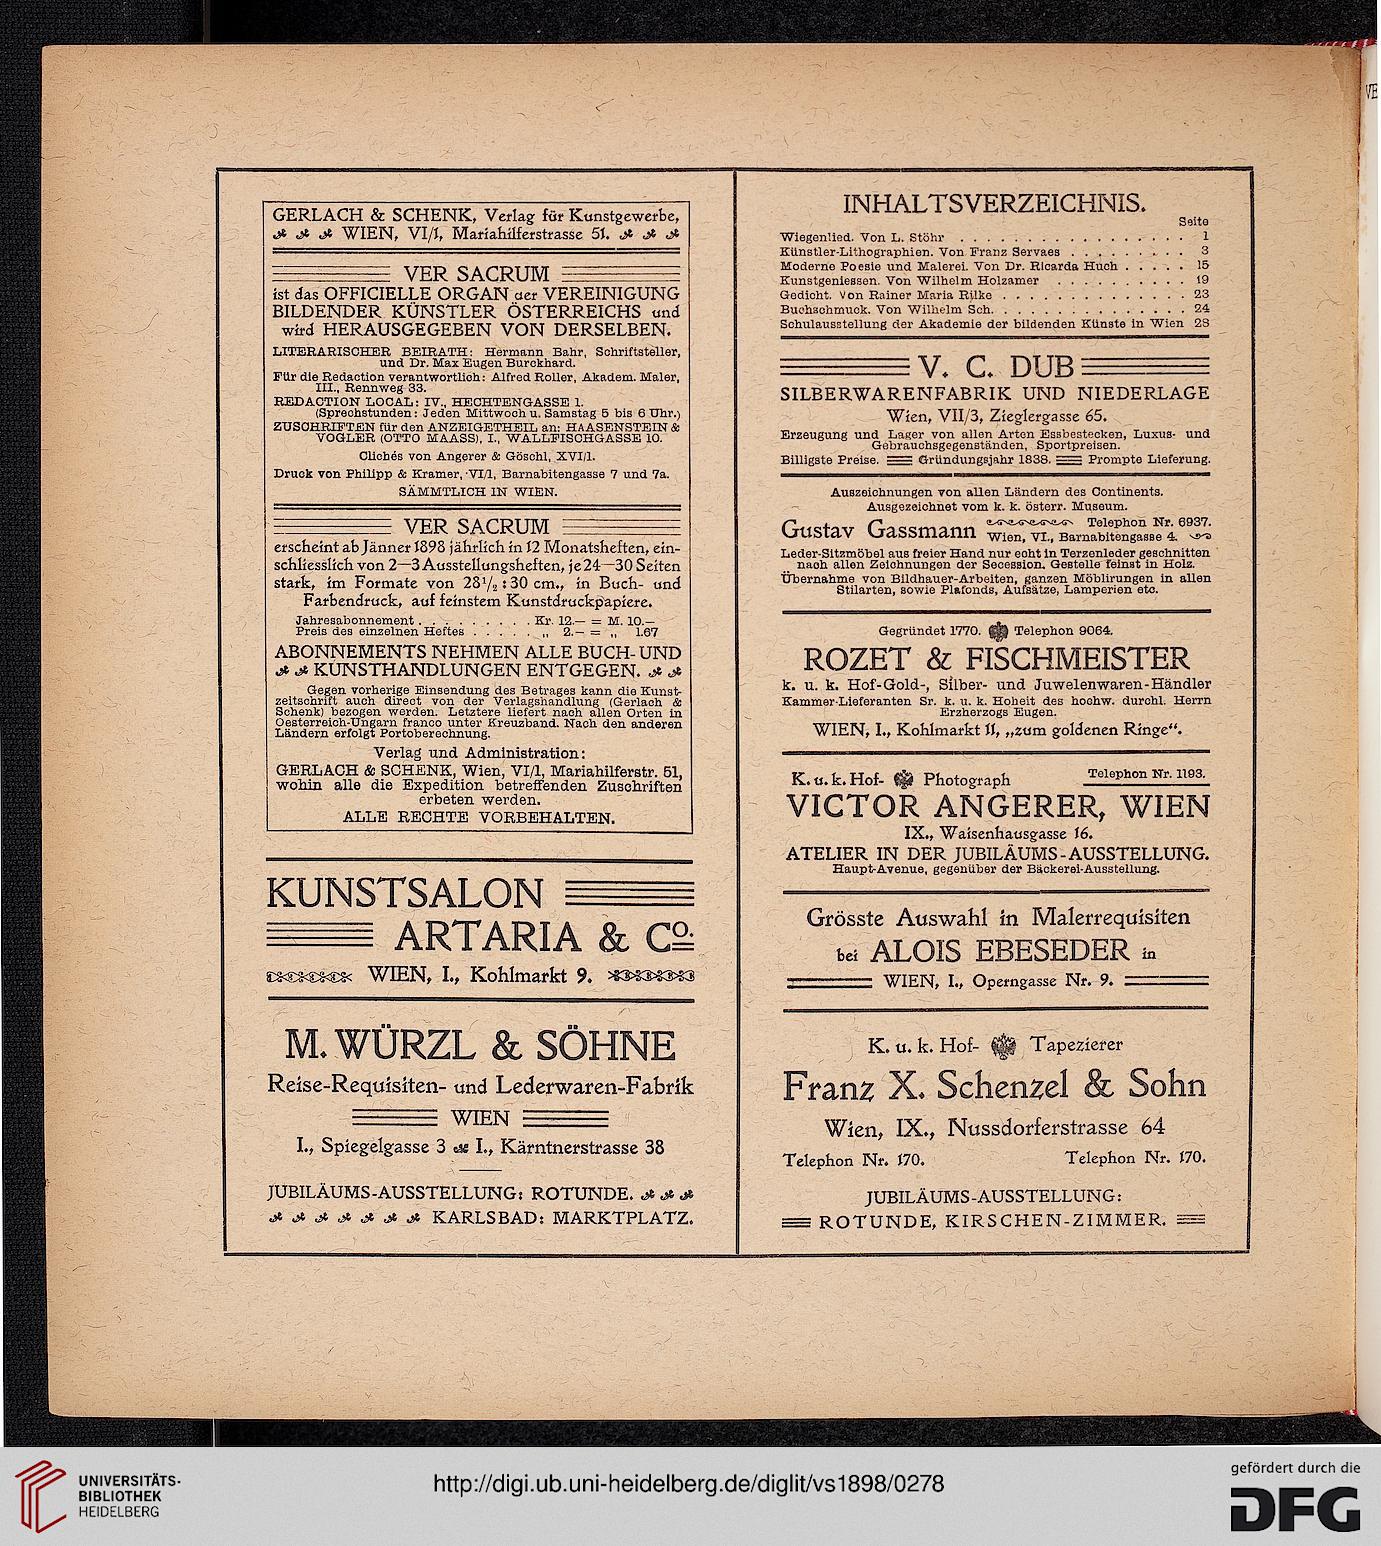 GERLACH & SCHENK, Verlag für Kunstgewerbe,
WIEN, VI/1, Mariahilferstrasse 51.
VER SACRUM
ist das OFFICIELLE ORGAN der VEREINIGUNG
BILDENDER KÜNSTLER ÖSTERREICHS und
wird HERAUSGEGEBEN VON DERSELBEN.
LITERARISCHER BEIRATH: Hermann Bahr, Schriftsteller,
und Dr. Max Eugen Burckhard.
Für die Redaction verantwortlich: Alfred Roller, Akadem. Maler,
III., Rennweg 33.
REDACTION LOCAL: IV., HECHTENGASSE 1.
(Sprechstunden: Jeden Mittwoch u. Samstag 5 bis 6 Uhr.)
ZUSCHRIFTEN für den ANZEIGETHEIL an: HAASENSTEIN &
VOGLER (OTTO MAASS), I., WALLFISCHGASSE 10.
Clichés von Angerer & Göschl, XVI/1.
Druck von Philipp & Kramer, VI/1, Barnabitengasse 7 und 7a.
SÄMMTLICH IN WIEN.
VER SACRUM
erscheint ab Jänner 1898 jährlich in 12 Monatsheften, ein-
schliesslich von 2—3 Ausstellungsheften, je 24—30 Seiten
stark, im Formate von 28½ : 30 cm., in Buch- und
Farbendruck, auf feinstem Kunstdruckpapiere.
Jahresabonnement . . . . . . . . . Kr. 12.— = M. 10.—
Preis des einzelnen Heftes . . . . . „ 2.— = „ 1.67
ABONNEMENTS NEHMEN ALLE BUCH- UND
KUNSTHANDLUNGEN ENTGEGEN.
Gegen vorherige Einsendung des Betrages kann die Kunst-
zeitschrift auch direct von der Verlagshandlung (Gerlach &
Schenk) bezogen werden. Letztere liefert nach allen Orten in
Oesterreich-Ungarn franco unter Kreuzband. Nach den anderen
Ländern erfolgt Portoberechnung.
Verlag und Administration:
GERLACH & SCHENK, Wien, VI/1, Mariahilferstr. 51,
wohin alle die Expedition betreffenden Zuschriften
erbeten werden.
ALLE RECHTE VORBEHALTEN.
KUNSTSALON
ARTARIA & Co.
WIEN, I., Kohlmarkt 9.
M. WÜRZL & SÖHNE
Reise-Requisiten- und Lederwaren-Fabrik
WIEN
I., Spiegelgasse 3 I., Kärntnerstrasse 38
JUBILÄUMS-AUSSTELLUNG: ROTUNDE.
KARLSBAD: MARKTPLATZ.
INHALTSVERZEICHNIS.
Seite
Wiegenlied. Von L. Stöhr . . . . . . . . . . . . . . . . . 1
Künstler-Lithographien. Von Franz Servaes . . . . . . . . . 3
Moderne Poesie und Malerei. Von Dr. Ricarda Huch . . . . . 15
Kunstgeniessen. Von Wilhelm Holzamer . . . . . . . . . . 19
Gedicht. Von Rainer Maria Rilke . . . . . . . . . . . . . . 23
Buchschmuck. Von Wilhelm Sch. . . . . . . . . . . . . . . 24
Schulausstellung der Akademie der bildenden Künste in Wien 28
V. C. DUB
SILBERWARENFABRIK UND NIEDERLAGE
Wien, VII/3, Zieglergasse 65.
Erzeugung und Lager von allen Arten Essbestecken, Luxus- und
Gebrauchsgegenständen, Sportpreisen.
Billigste Preise. Gründungsjahr 1838. Prompte Lieferung.
Auszeichnungen von allen Ländern des Continents.
Ausgezeichnet vom k. k. österr. Museum.
Gustav Gassmann Telephon Nr. 6937.
Wien, VI., Barnabitengasse 4.
Leder-Sitzmöbel aus freier Hand nur echt in Terzenleder geschnitten
nach allen Zeichnungen der Secession. Gestelle feinst in Holz.
Übernahme von Bildhauer-Arbeiten, ganzen Möblirungen in allen
Stilarten, sowie Plafonds, Aufsätze, Lamperien etc.
Gegründet 1770. Telephon 9064.
ROZET & FISCHMEISTER
k. u. k. Hof-Gold-, Silber- und Juwelenwaren-Händler
Kammer-Lieferanten Sr. k. u. k. Hoheit des hochw. durchl. Herrn
Erzherzogs Eugen.
WIEN, I., Kohlmarkt 11, „zum goldenen Ringe“.
K. u. k. Hof- Photograph Telephon Nr. 1193.
VICTOR ANGERER, WIEN
IX., Waisenhausgasse 16.
ATELIER IN DER JUBILÄUMS-AUSSTELLUNG.
Haupt-Avenue, gegenüber der Bäckerei-Ausstellung.
Grösste Auswahl in Malerrequisiten
bei ALOIS EBESEDER in
WIEN, I., Operngasse Nr. 9.
K. u. k. Hof- Tapezierer
Franz X. Schenzel & Sohn
Wien, IX., Nussdorferstrasse 64
Telephon Nr. 170. Telephon Nr. 170.
JUBILÄUMS-AUSSTELLUNG:
ROTUNDE, KIRSCHEN-ZIMMER.
VE
UNIVERSITÄTS-
BIBLIOTHEK
HEIDELBERG
http://digi.ub.uni-heidelberg.de/diglit/vs1898/0278
gefördert durch die
DFG